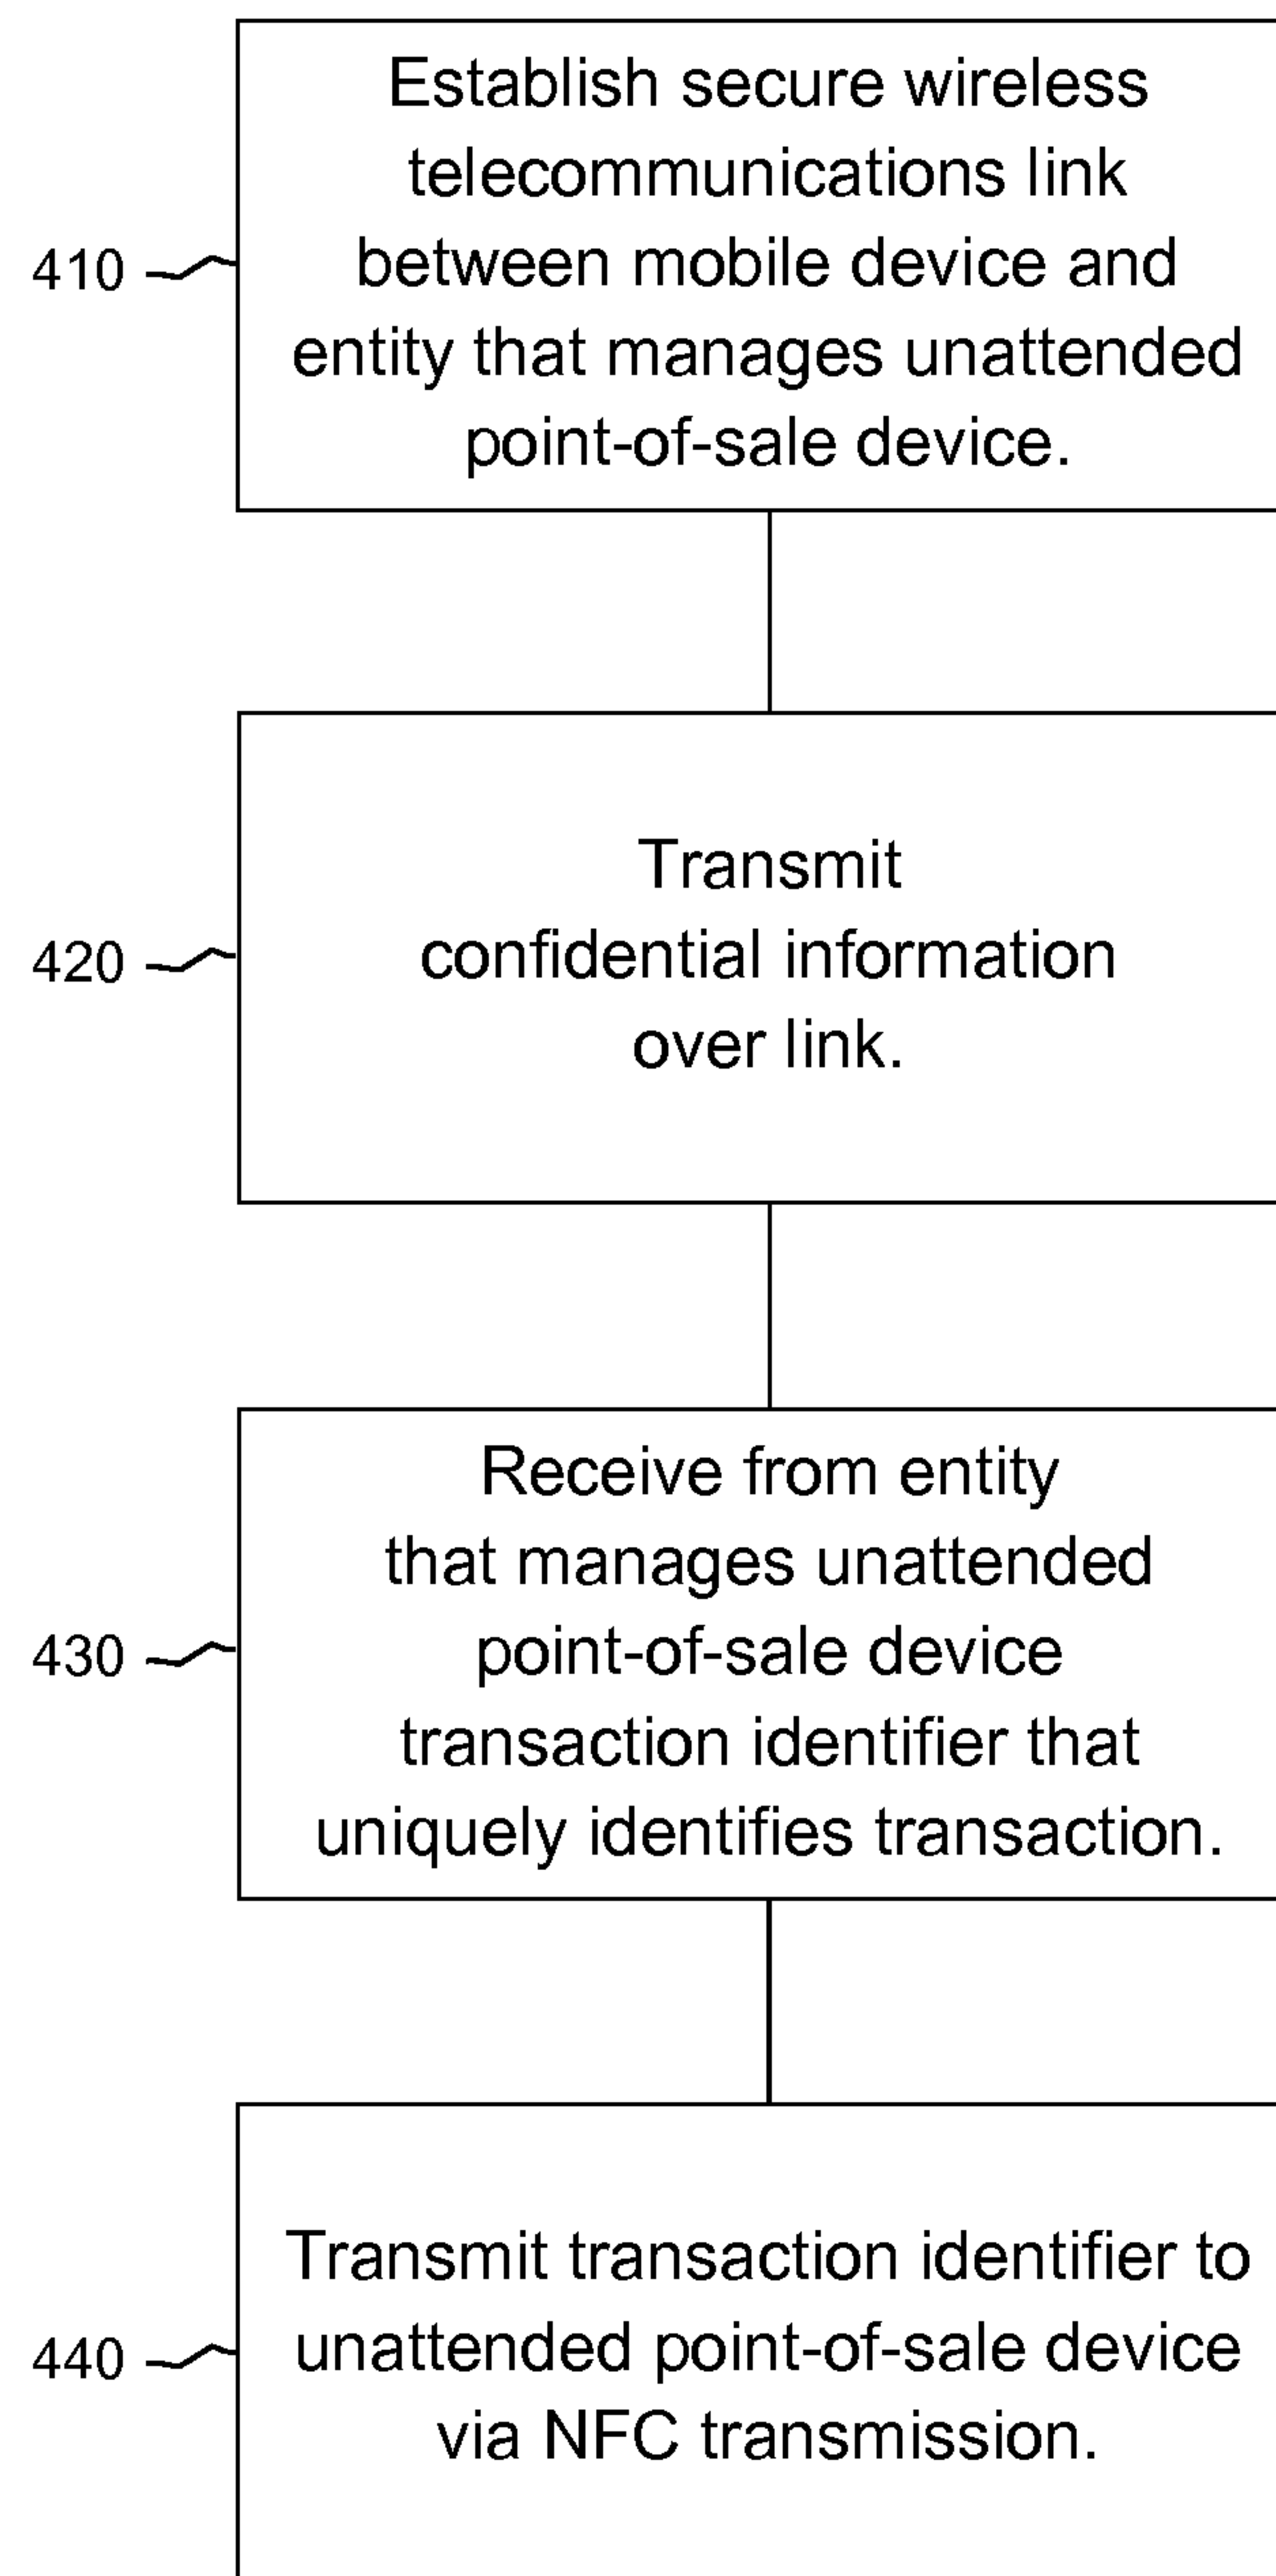 Establish secure wireless
telecommunications link
between mobile device and
entity that manages unattended
point-of-sale device.
410
Transmit
confidential information
over link.
420
Receive from entity
that manages unattended
point-of-sale device
transaction identifier that
uniquely identifies transaction.
430
Transmit transaction identifier to
unattended point-of-sale device
via NFC transmission.
440